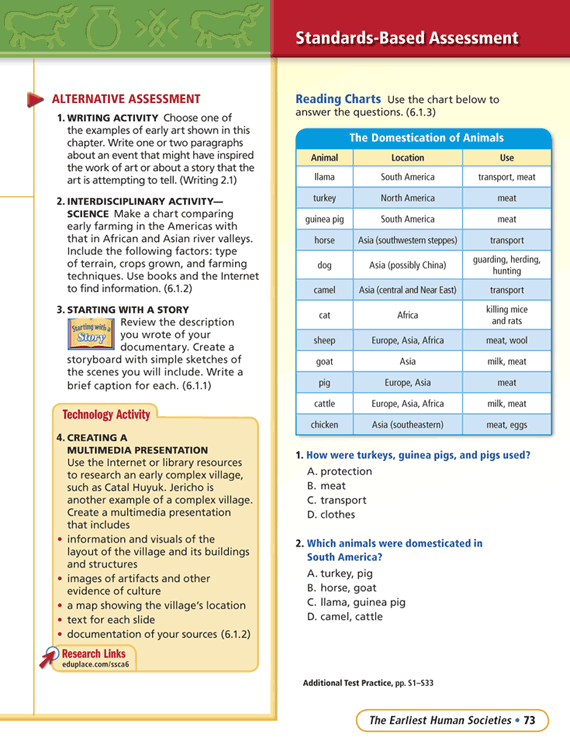 Standards-Based Assessment
ALTERNATIVE ASSESSMENT
1. WRITING ACTIVITY Choose one of
the examples of early art shown in this
chapter. Write one or two paragraphs
about an event that might have inspired
the work of art or about a story that the
art is attempting to tell. (Writing 2.1)
2. INTERDISCIPLINARY ACTIVITY—
SCIENCE Make a chart comparing
early farming in the Americas with
that in African and Asian river valleys.
Include the following factors: type
of terrain, crops grown, and farming
techniques. Use books and the Internet
to find information. (6.1.2)
3. STARTING WITH A STORY
Starting with a
Story
Review the description
you wrote of your
documentary. Create a
storyboard with simple sketches of
the scenes you will include. Write a
brief caption for each. (6.1.1)
Technology Activity
4. CREATING A
MULTIMEDIA PRESENTATION
Use the Internet or library resources
to research an early complex village,
such as Catal Huyuk. Jericho is
another example of a complex village.
Create a multimedia presentation
that includes
• information and visuals of the
layout of the village and its buildings
and structures
• images of artifacts and other
evidence of culture
• a map showing the village's location
• text for each slide
• documentation of your sources (6.1.2)
Research Links
eduplace.com/ssca6
Reading Charts Use the chart below to
answer the questions. (6.1.3)
The Domestication of Animals
Animal Location Use
llama South America transport, meat
turkey North America meat
guinea pig South America meat
horse Asia (southwestern steppes) transport
dog Asia (possibly China) guarding, herding,
hunting
camel Asia (central and Near East) transport
cat Africa killing mice
and rats
sheep Europe, Asia, Africa meat, wool
goat Asia milk, meat
pig Europe, Asia meat
cattle Europe, Asia, Africa milk, meat
chicken Asia (southeastern) meat, eggs
1. How were turkeys, guinea pigs, and pigs used?
A. protection
B. meat
C. transport
D. clothes
2. Which animals were domesticated in
South America?
A. turkey, pig
B. horse, goat
C. llama, guinea pig
D. camel, cattle
Additional Test Practice, pp. S1–S33
The Earliest Human Societies • 73